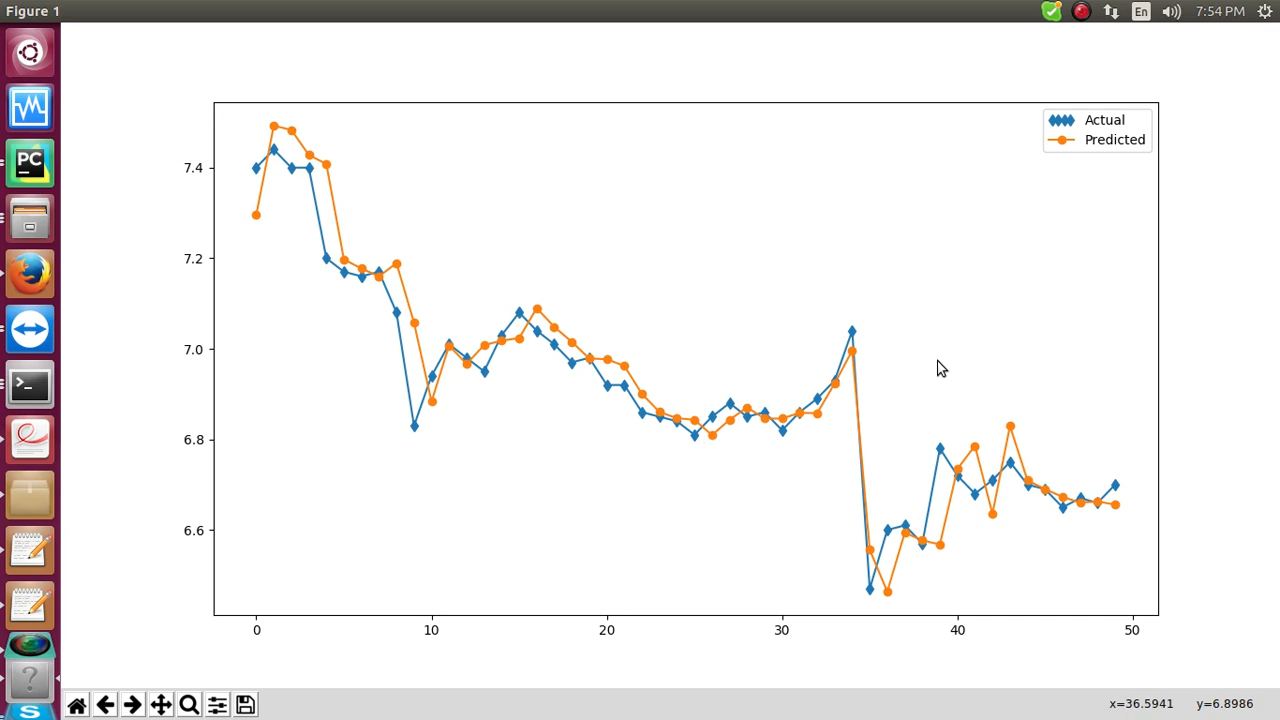 Figure 1
En
7:54 PM
PC
>_
Actual
Predicted
7.4
7.2
7.0
6.8
6.6
0 10 20 30 40 50
?
S
x=36.5941 y=6.8986